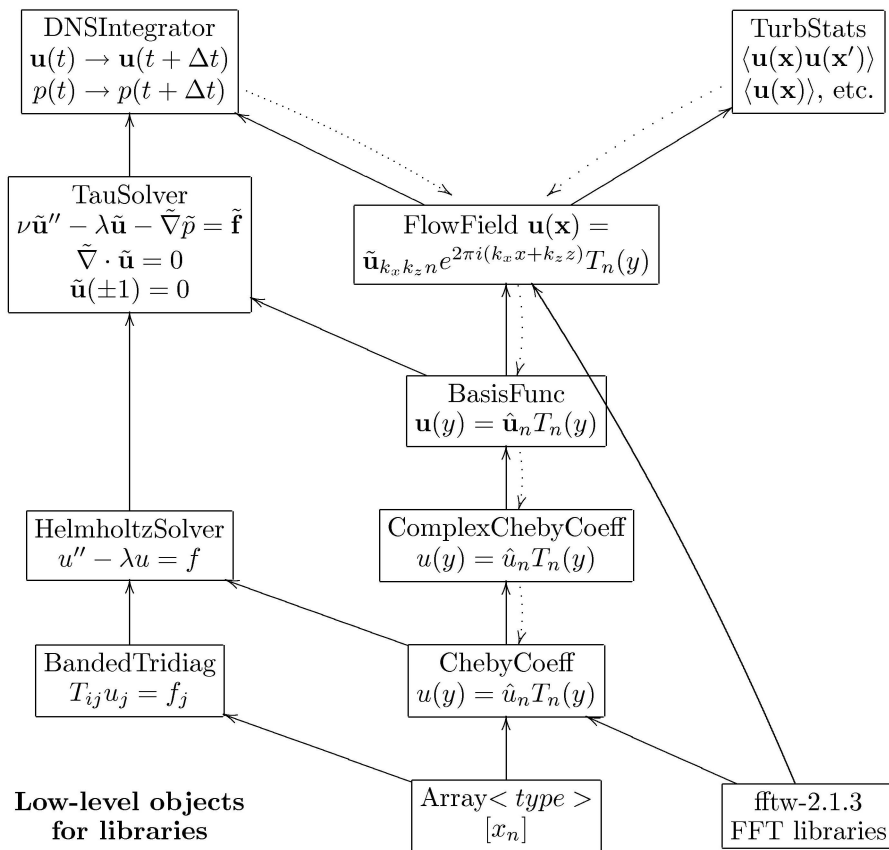 DNSIntegrator
𝐮(t) → 𝐮(t + Δt)
p(t) → p(t + Δt)
TurbStats
⟨𝐮(𝐱)𝐮(𝐱′)⟩
⟨𝐮(𝐱)⟩, etc.
TauSolver
ν𝐮̃″ − λ𝐮̃ − ∇̃p̃ = 𝐟̃
∇̃ · 𝐮̃ = 0
𝐮̃(±1) = 0
FlowField 𝐮(𝐱) =
𝐮̃_{k_x k_z n} e^{2πi(k_x x+k_z z)} T_n(y)
BasisFunc
𝐮(y) = 𝐮̂_n T_n(y)
HelmholtzSolver
u″ − λu = f
ComplexChebyCoeff
u(y) = û_n T_n(y)
BandedTridiag
T_{ij} u_j = f_j
ChebyCoeff
u(y) = û_n T_n(y)
Low-level objects
for libraries
Array< type >
[x_n]
fftw-2.1.3
FFT libraries